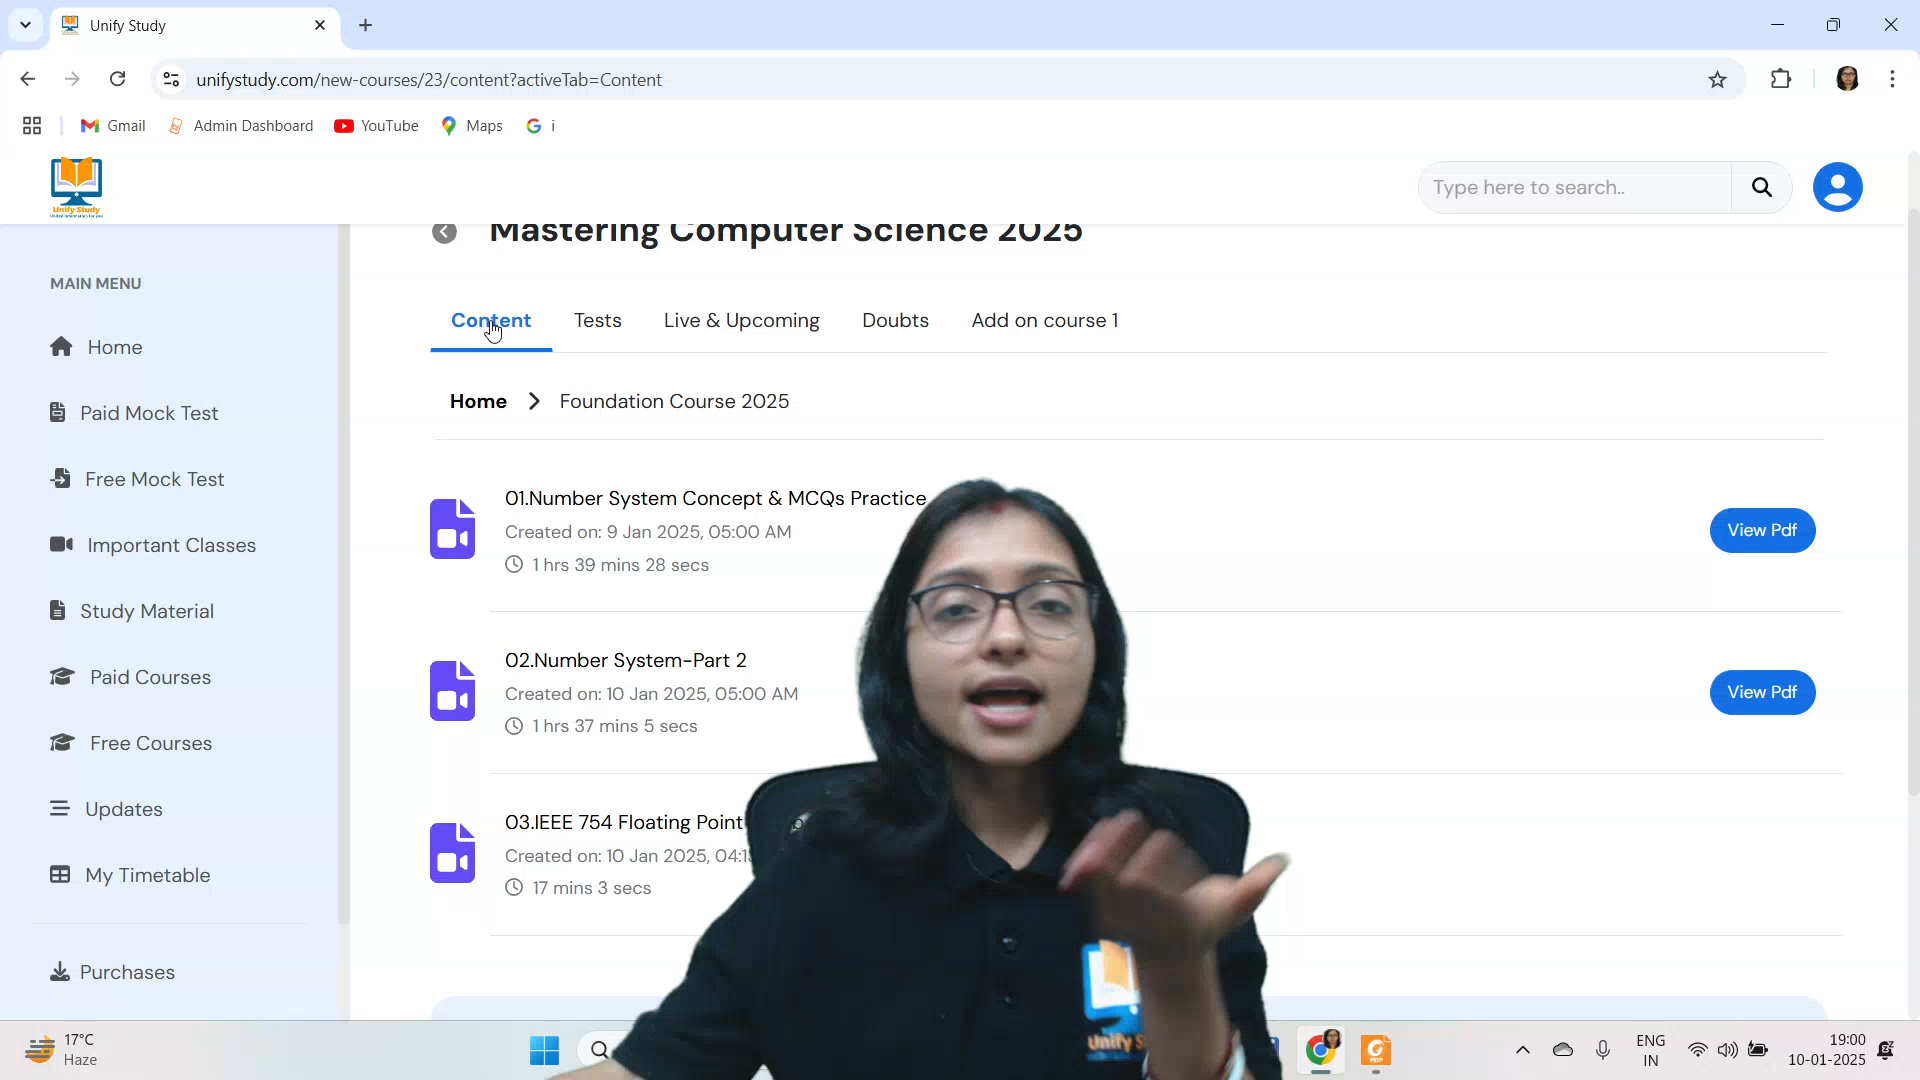 Unify Study
unifystudy.com/new-courses/23/content?activeTab=Content
Gmail
Admin Dashboard
YouTube
Maps
i
Unify Study
Type here to search..
Mastering Computer Science 2025
MAIN MENU
Home
Paid Mock Test
Free Mock Test
Important Classes
Study Material
Paid Courses
Free Courses
Updates
My Timetable
Purchases
Content
Tests
Live & Upcoming
Doubts
Add on course 1
Home
Foundation Course 2025
01.Number System Concept & MCQs Practice
Created on: 9 Jan 2025, 05:00 AM
1 hrs 39 mins 28 secs
View Pdf
02.Number System-Part 2
Created on: 10 Jan 2025, 05:00 AM
1 hrs 37 mins 5 secs
View Pdf
03.IEEE 754 Floating Point
Created on: 10 Jan 2025,
17 mins 3 secs
Unify S
17°C
Haze
PDF
ENG
IN
19:00
10-01-2025